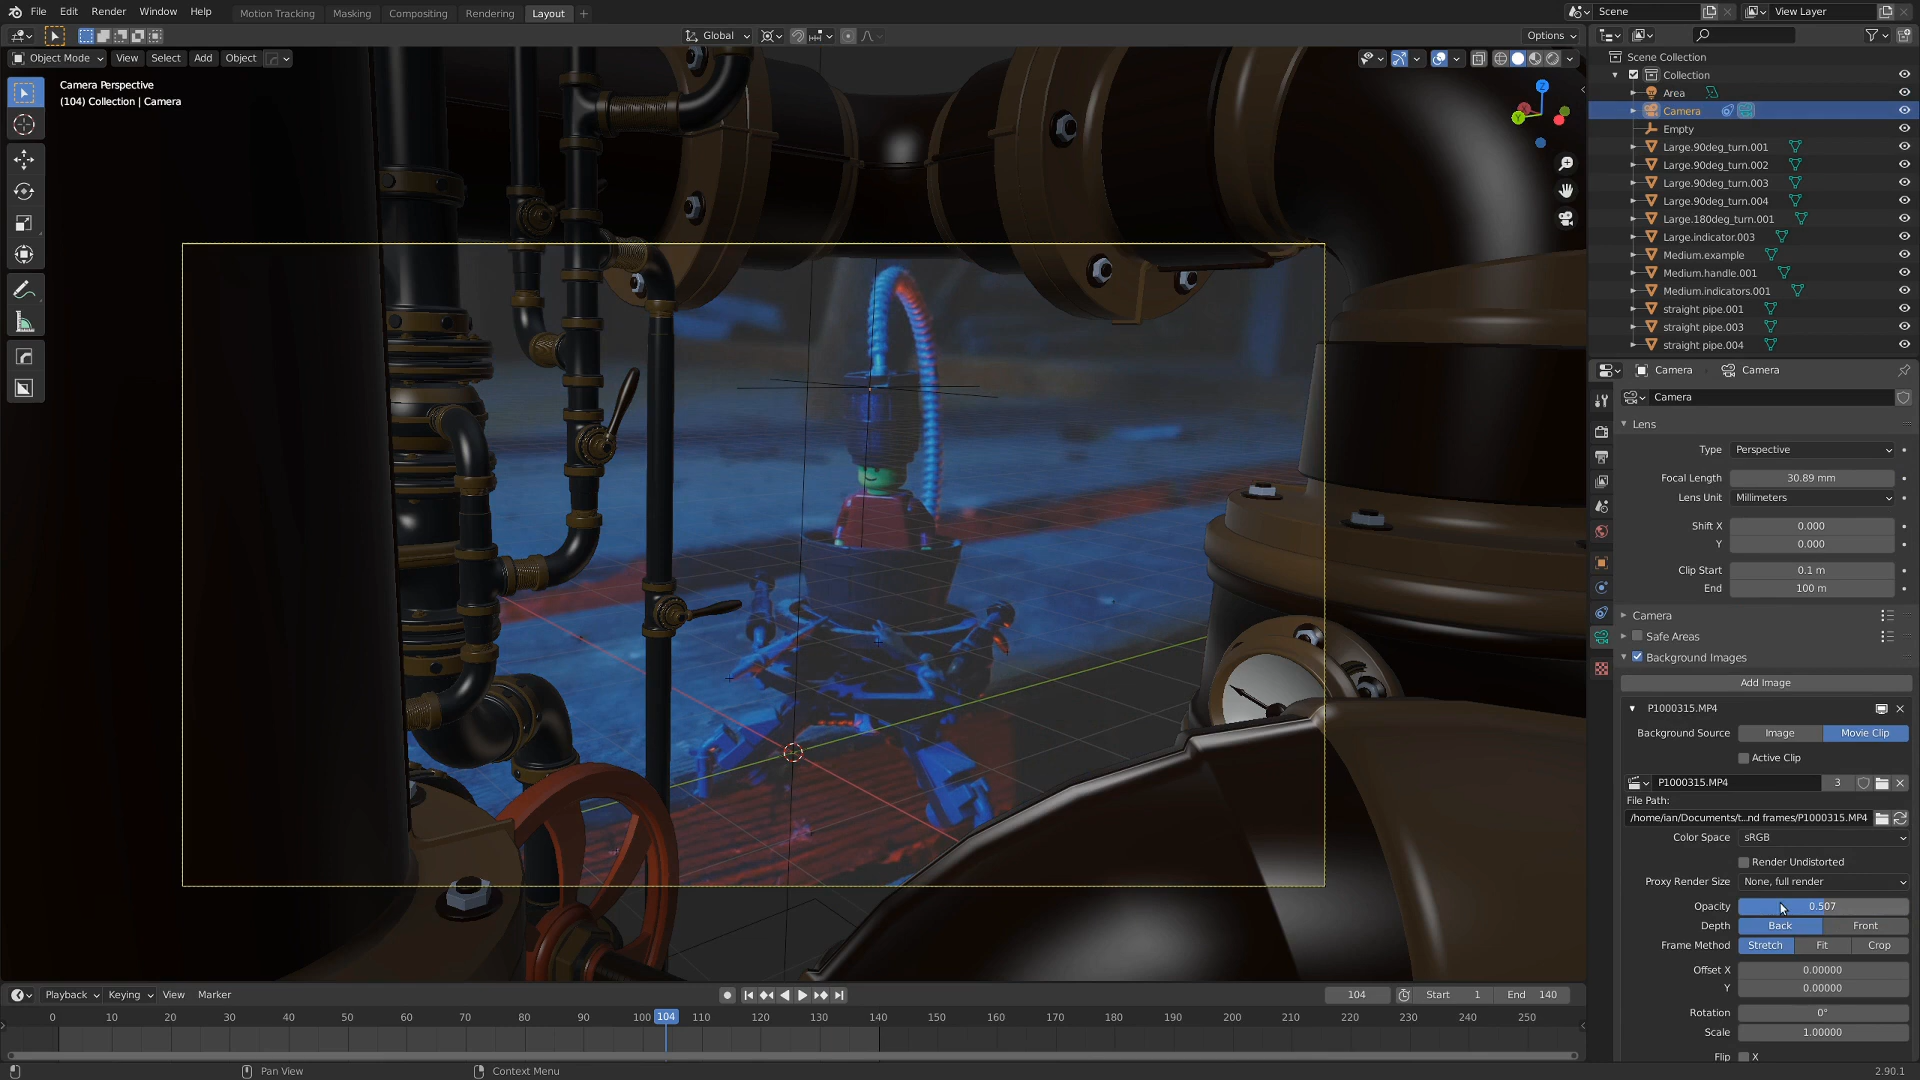 File Edit Render Window Help Motion Tracking Masking Compositing Rendering Layout + Scene View Layer
Global Options
Object Mode View Select Add Object
Camera Perspective
(104) Collection | Camera
Scene Collection
Collection
Area
Camera
Empty
Large.90deg_turn.001
Large.90deg_turn.002
Large.90deg_turn.003
Large.90deg_turn.004
Large.180deg_turn.001
Large.indicator.003
Medium.example
Medium.handle.001
Medium.indicators.001
straight pipe.001
straight pipe.003
straight pipe.004
Camera Camera
Camera
Lens
Type Perspective
Focal Length 30.89 mm
Lens Unit Millimeters
Shift X 0.000
Y 0.000
Clip Start 0.1 m
End 100 m
Camera
Safe Areas
Background Images
Add Image
P1000315.MP4
Background Source Image Movie Clip
Active Clip
P1000315.MP4 3
File Path:
/home/ian/Documents/t...nd frames/P1000315.MP4
Color Space sRGB
Render Undistorted
Proxy Render Size None, full render
Opacity 0.507
Depth Back Front
Frame Method Stretch Fit Crop
Offset X 0.00000
Y 0.00000
Rotation 0°
Scale 1.00000
Flip X
Playback Keying View Marker 104 Start 1 End 140
0 10 20 30 40 50 60 70 80 90 100 104 110 120 130 140 150 160 170 180 190 200 210 220 230 240 250
Pan View Context Menu 2.90.1